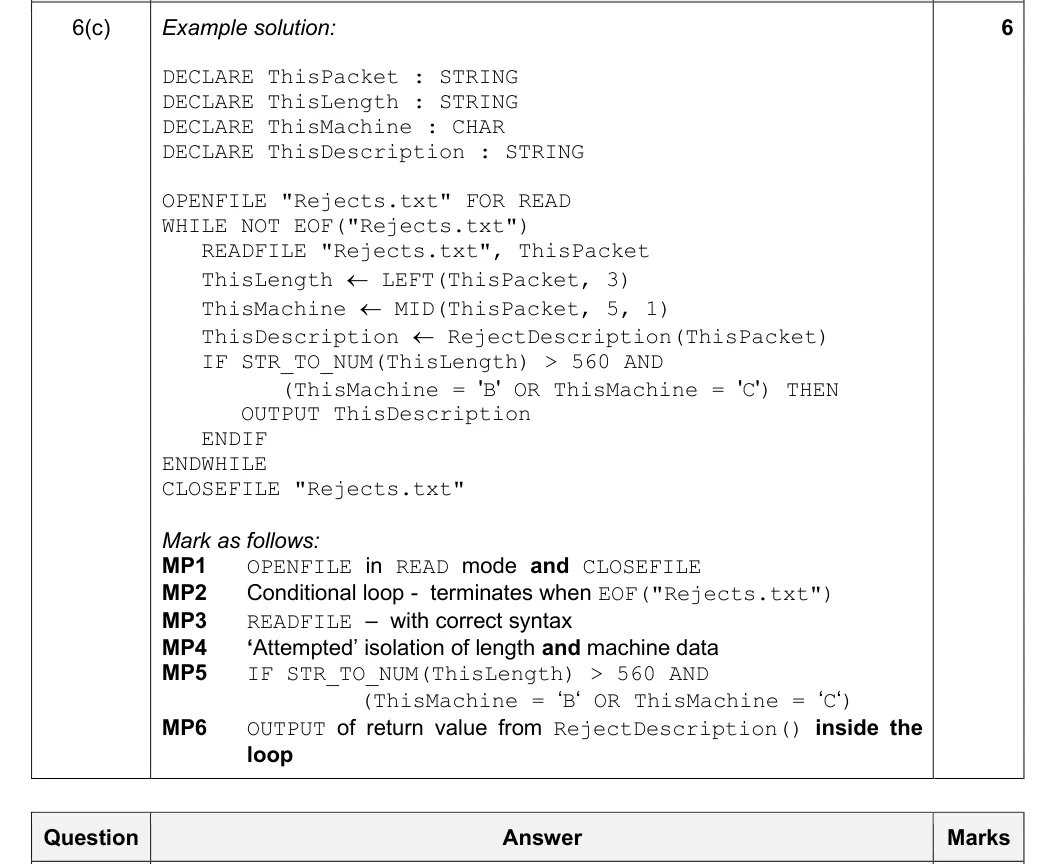 6(c) Example solution: 6
DECLARE ThisPacket : STRING
DECLARE ThisLength : STRING
DECLARE ThisMachine : CHAR
DECLARE ThisDescription : STRING
OPENFILE "Rejects.txt" FOR READ
WHILE NOT EOF("Rejects.txt")
   READFILE "Rejects.txt", ThisPacket
   ThisLength ← LEFT(ThisPacket, 3)
   ThisMachine ← MID(ThisPacket, 5, 1)
   ThisDescription ← RejectDescription(ThisPacket)
   IF STR_TO_NUM(ThisLength) > 560 AND
         (ThisMachine = 'B' OR ThisMachine = 'C') THEN
      OUTPUT ThisDescription
   ENDIF
ENDWHILE
CLOSEFILE "Rejects.txt"
Mark as follows:
MP1 OPENFILE in READ mode and CLOSEFILE
MP2 Conditional loop - terminates when EOF("Rejects.txt")
MP3 READFILE – with correct syntax
MP4 ‘Attempted’ isolation of length and machine data
MP5 IF STR_TO_NUM(ThisLength) > 560 AND
(ThisMachine = ‘B‘ OR ThisMachine = ‘C‘)
MP6 OUTPUT of return value from RejectDescription() inside the
loop
Question Answer Marks